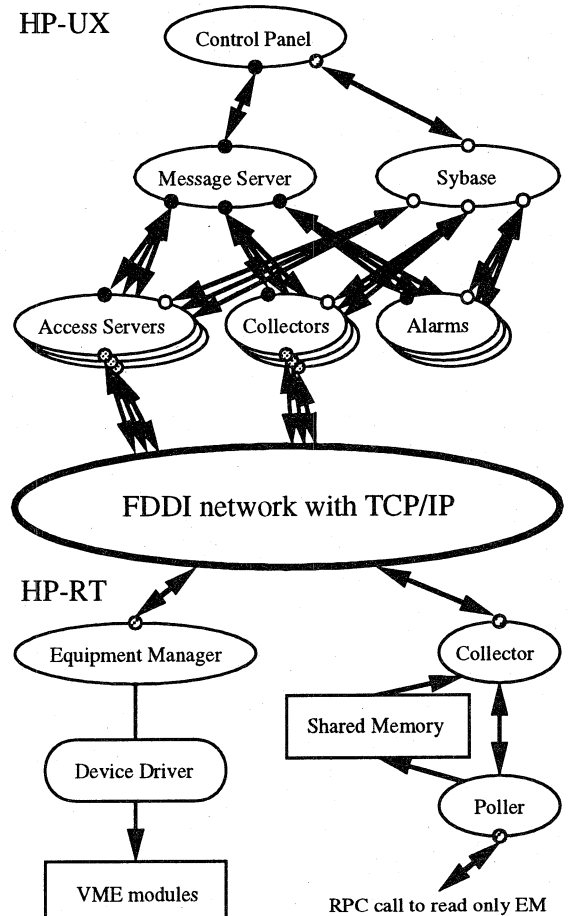 HP-UX
Control Panel
Message Server
Sybase
Access Servers
Collectors
Alarms
FDDI network with TCP/IP
HP-RT
Equipment Manager
Collector
Shared Memory
Device Driver
Poller
VME modules
RPC call to read only EM